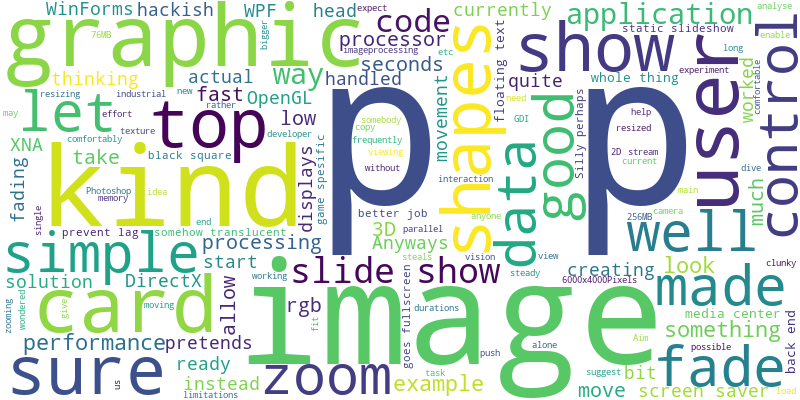 WinForms
hackish
WPF
head
expect
currently
application
analyse
76MB
graphic
bigger
code
show
static slideshow
long
enable
thinking
actual
way
processor
imageprocessing
etc
seconds
shapes
floating text
user
control
let
resizing
industrial
new
fast
OpenGL
handled
quite
whole thing
experiment
comfortable
worked
may
effort
rather
top
low
p
p
somebody
copy
frequently
viewing
without
movement
need
GDI
good
silly perhaps
help
resized
2D stream
current
XNA
comfortably
texture
developer
take
black square
displays
game spesific
data
interaction
dive
main
fading
kind
Photoshop
memory
idea
single
end
better job
anyone
256MB
camera
much
prevent lag
somehow translucent
3D
parallel
Anyways
well
simple
processing
start
steals
vision
view
creating
look
clunky
solution
DirectX
allow
working
slide show
steady
6000x4000Pixels
made
zooming
wondered
give
card
moving
rgb
image
fit
goes fullscreen
durations
alone
Aim
media center
something
possible
back end
performance
pretends
push
sure
us
ready
instead
limitations
zoom
example
task
suggest
bit
move
screen saver
fade
load